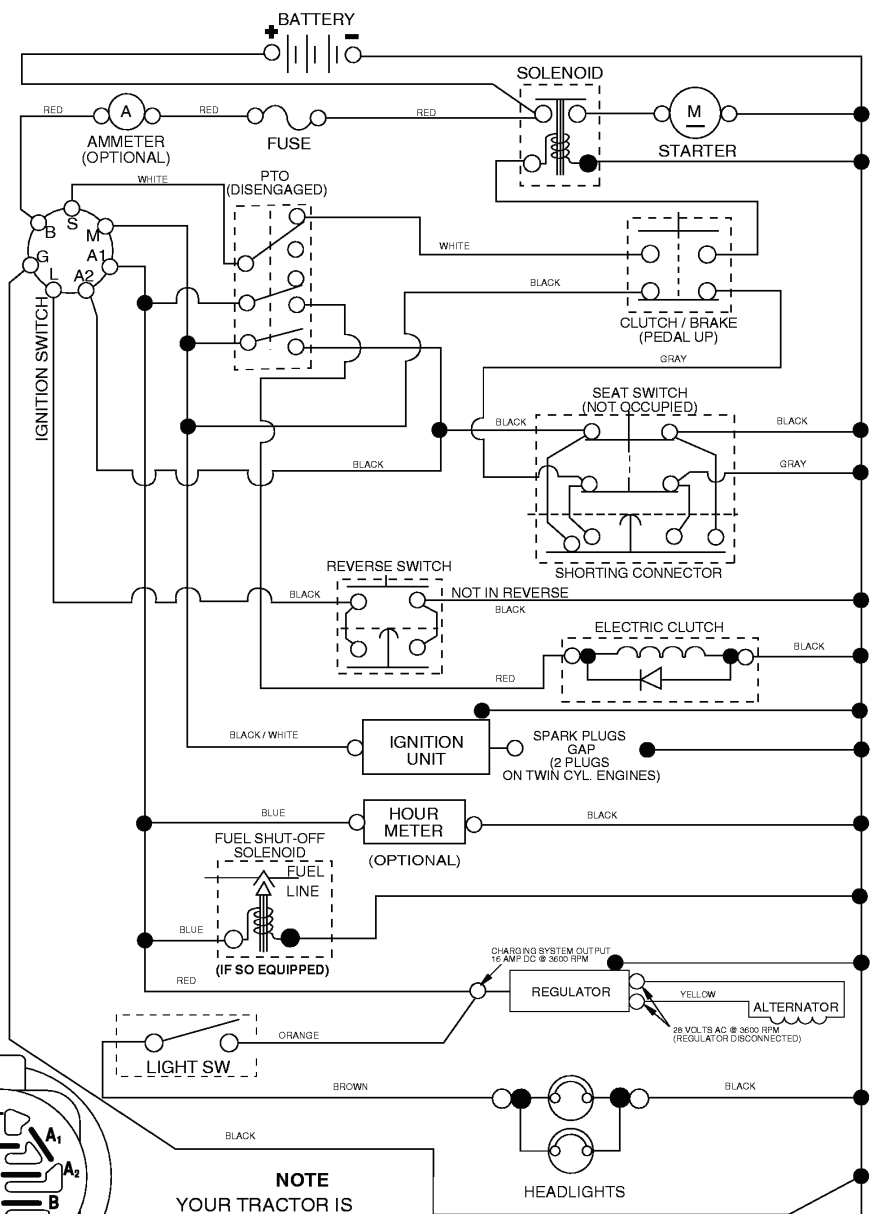 BATTERY
+
−
SOLENOID
RED
A
RED
RED
M
AMMETER
(OPTIONAL)
FUSE
STARTER
WHITE
PTO
(DISENGAGED)
B
S
M
G
A1
L
A2
IGNITION SWITCH
WHITE
BLACK
CLUTCH / BRAKE
(PEDAL UP)
GRAY
SEAT SWITCH
(NOT OCCUPIED)
BLACK
BLACK
BLACK
GRAY
SHORTING CONNECTOR
REVERSE SWITCH
BLACK
NOT IN REVERSE
BLACK
ELECTRIC CLUTCH
BLACK
RED
BLACK / WHITE
IGNITION
UNIT
SPARK PLUGS
GAP
(2 PLUGS
ON TWIN CYL. ENGINES)
BLUE
HOUR
METER
BLACK
(OPTIONAL)
FUEL SHUT-OFF
SOLENOID
FUEL
LINE
BLUE
(IF SO EQUIPPED)
CHARGING SYSTEM OUTPUT
16 AMP DC @ 3600 RPM
RED
REGULATOR
YELLOW
ALTERNATOR
28 VOLTS AC @ 3600 RPM
(REGULATOR DISCONNECTED)
ORANGE
LIGHT SW
BROWN
BLACK
BLACK
HEADLIGHTS
A1
A2
B
NOTE
YOUR TRACTOR IS